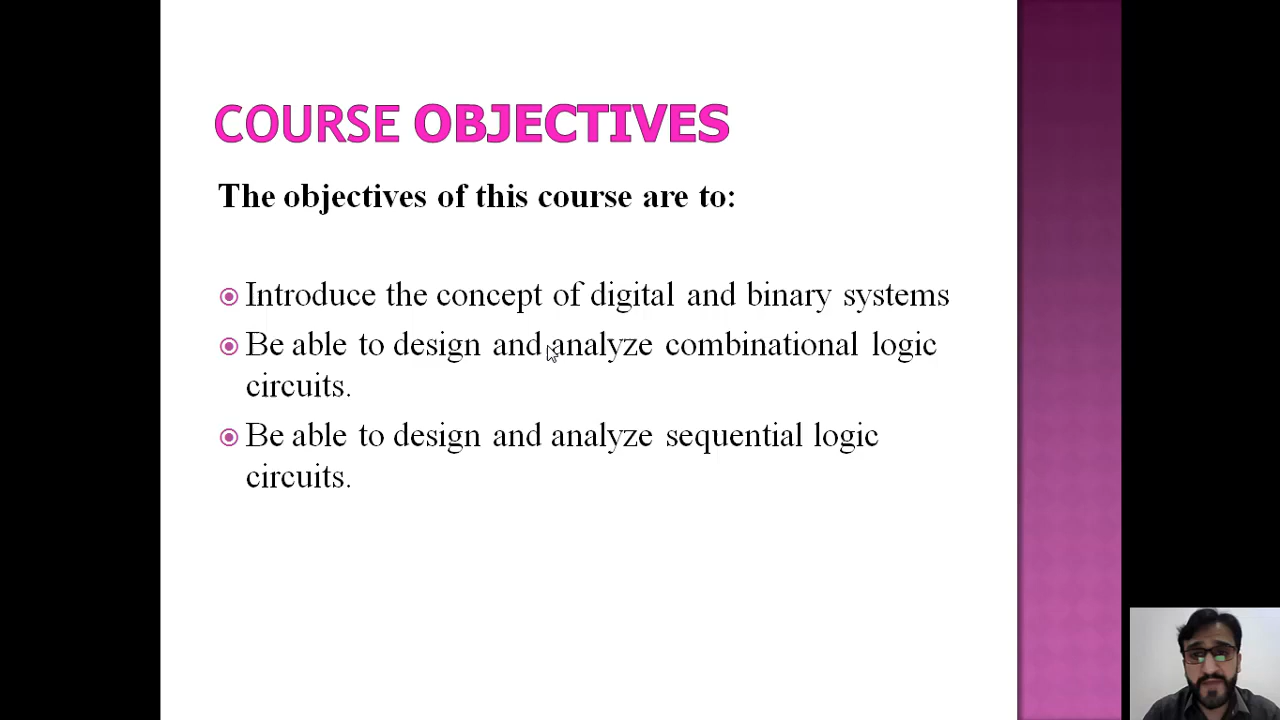 COURSE OBJECTIVES
The objectives of this course are to:
Introduce the concept of digital and binary systems
Be able to design and analyze combinational logic
circuits.
Be able to design and analyze sequential logic
circuits.